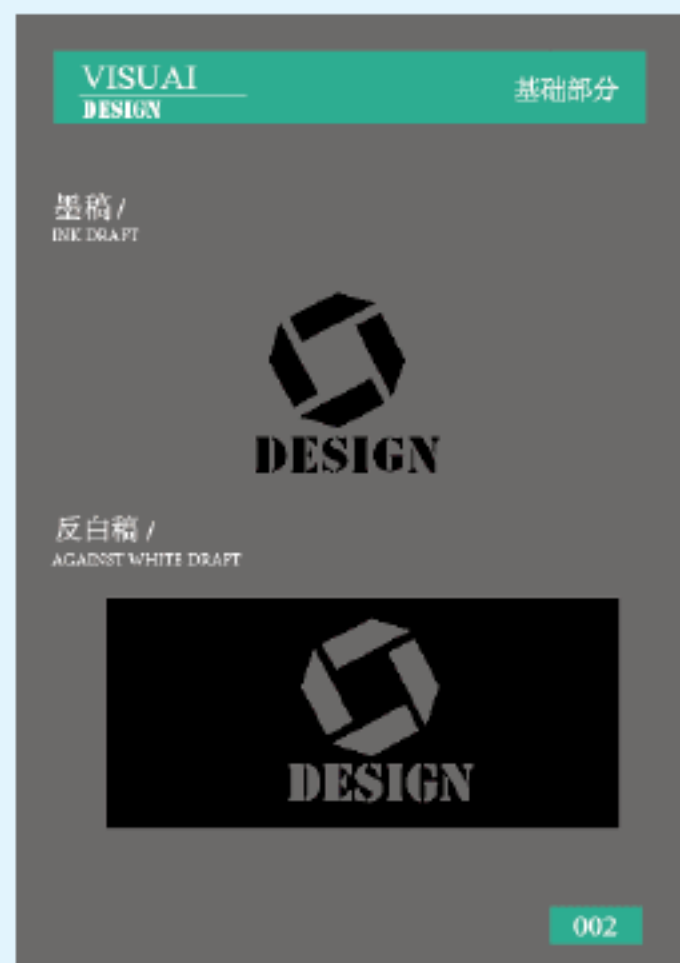 VISUAI
DESIGN
基础部分
墨稿 /
INK DRAFT
DESIGN
反白稿 /
AGAINST WHITE DRAFT
DESIGN
002